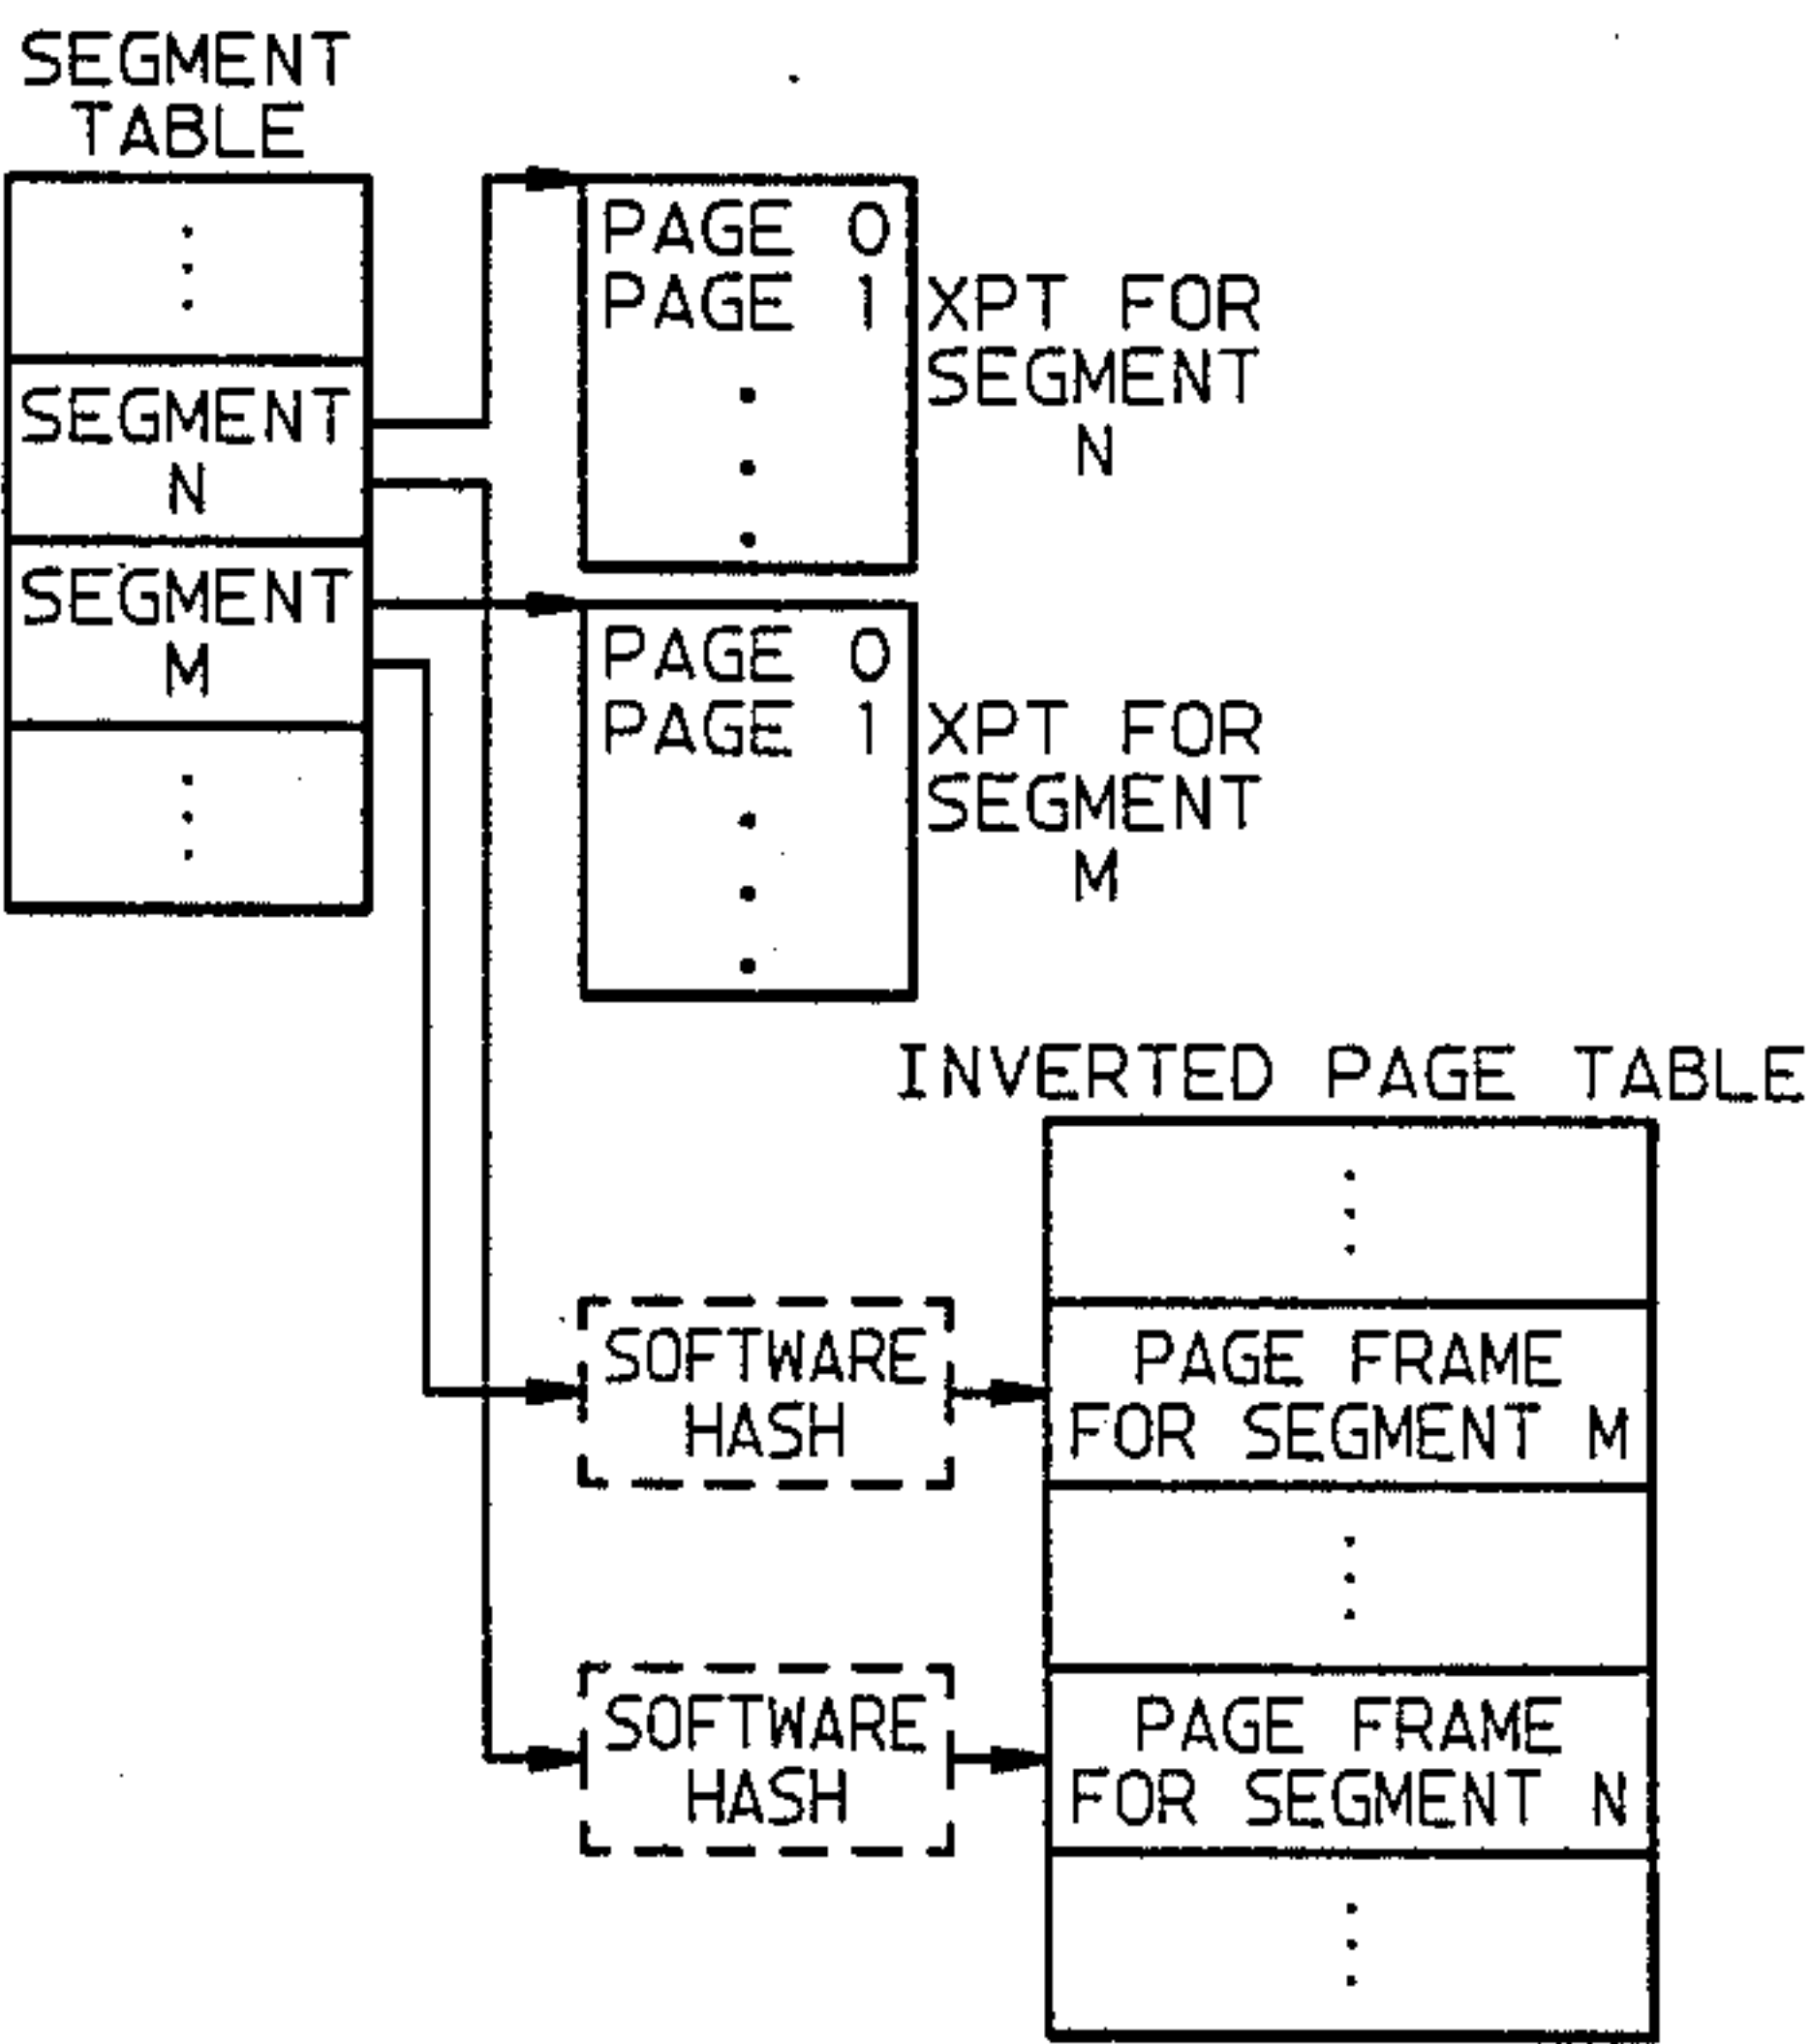 SEGMENT
TABLE
SEGMENT
N
SEGMENT
M
PAGE 0
PAGE 1
XPT FOR
SEGMENT
N
PAGE 0
PAGE 1
XPT FOR
SEGMENT
M
INVERTED PAGE TABLE
SOFTWARE
HASH
PAGE FRAME
FOR SEGMENT M
SOFTWARE
HASH
PAGE FRAME
FOR SEGMENT N